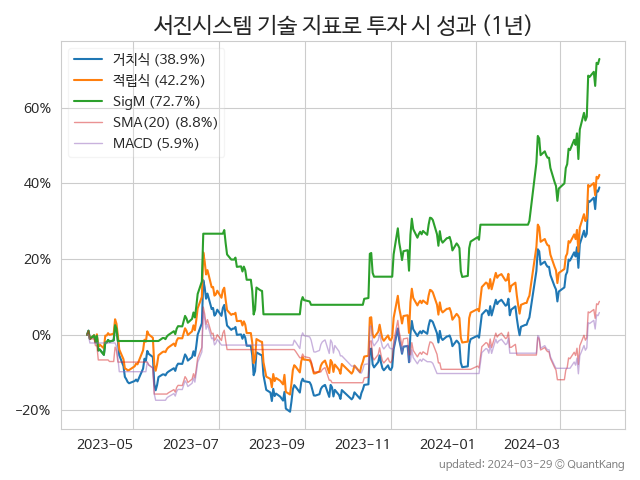 서진시스템 기술 지표로 투자 시 성과 (1년)
거치식 (38.9%)
적립식 (42.2%)
SigM (72.7%)
SMA(20) (8.8%)
MACD (5.9%)
60%
40%
20%
0%
−20%
2023-05 2023-07 2023-09 2023-11 2024-01 2024-03
updated: 2024-03-29 © QuantKang